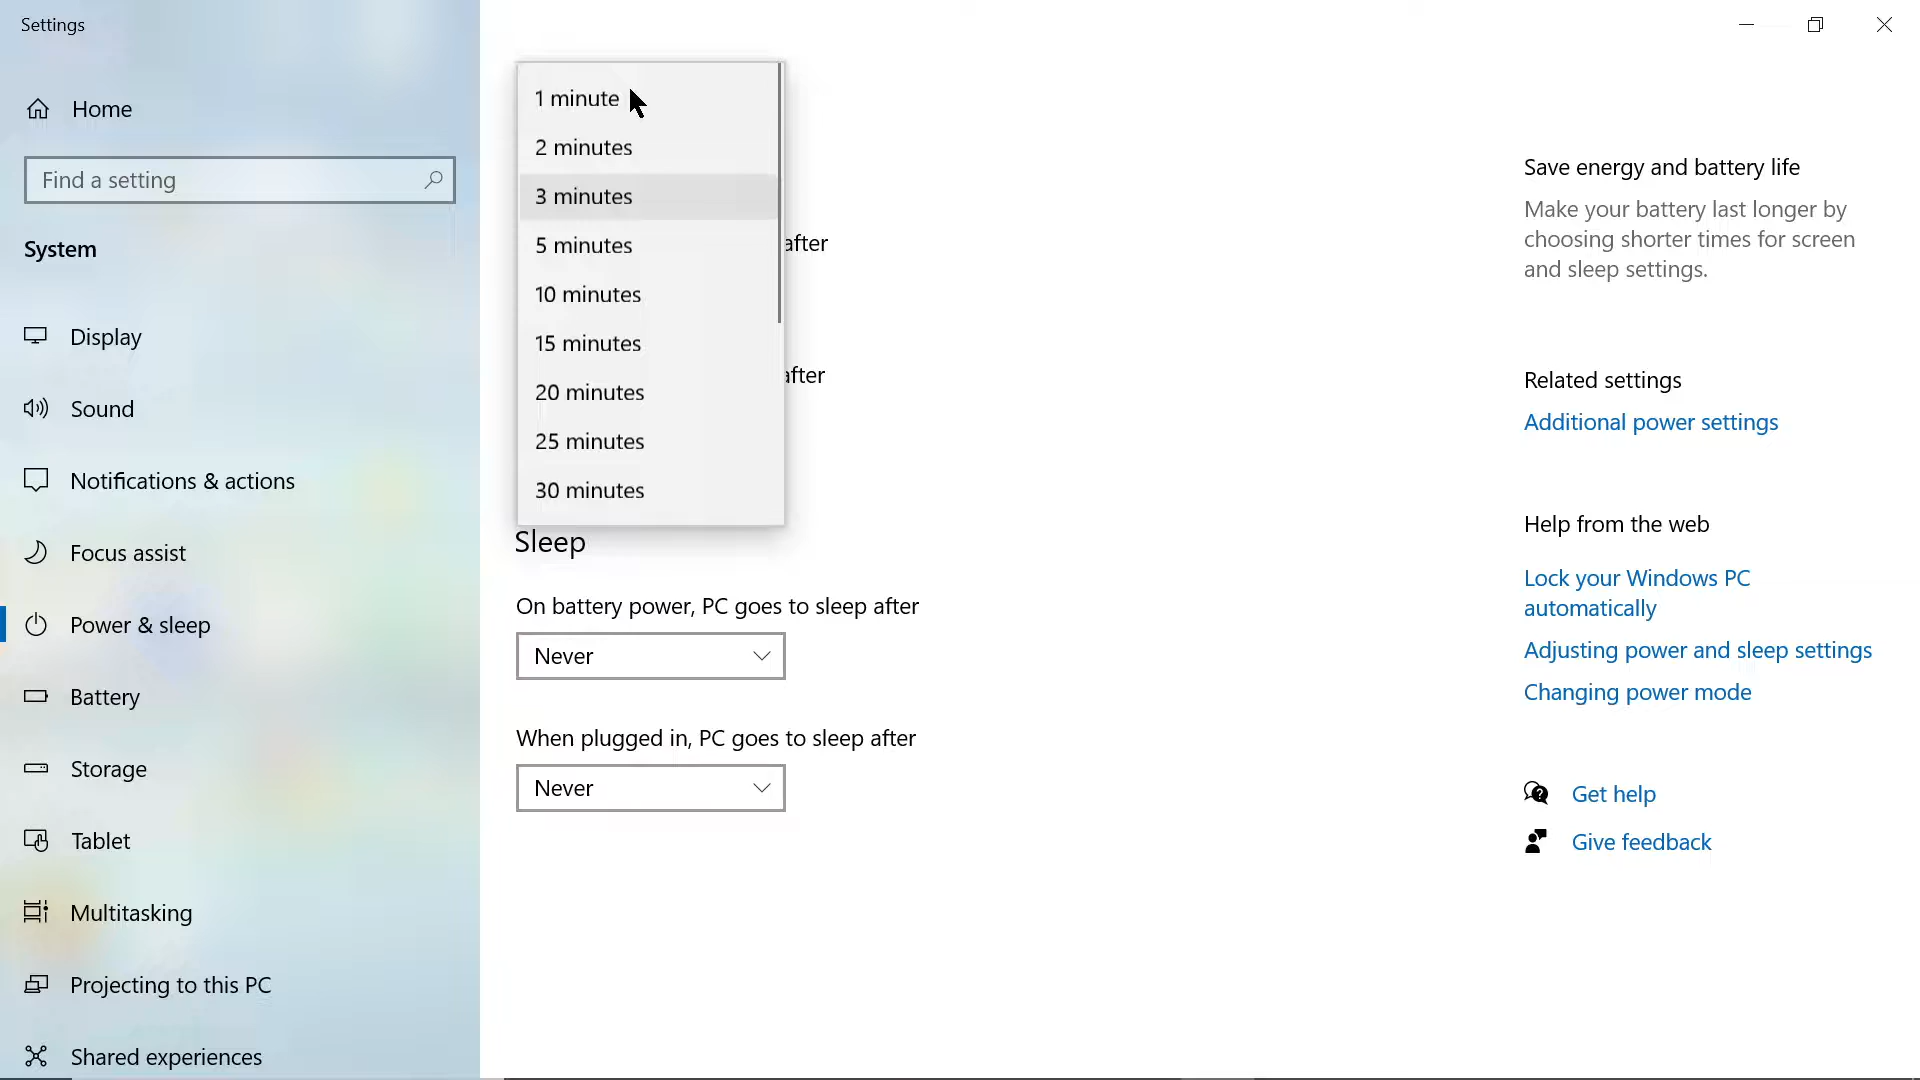 Settings
Home
Find a setting
System
Display
Sound
Notifications & actions
Focus assist
Power & sleep
Battery
Storage
Tablet
Multitasking
Projecting to this PC
Shared experiences
1 minute
2 minutes
3 minutes
5 minutes
10 minutes
15 minutes
20 minutes
25 minutes
30 minutes
after
after
Sleep
On battery power, PC goes to sleep after
Never
When plugged in, PC goes to sleep after
Never
Save energy and battery life
Make your battery last longer by
choosing shorter times for screen
and sleep settings.
Related settings
Additional power settings
Help from the web
Lock your Windows PC
automatically
Adjusting power and sleep settings
Changing power mode
Get help
Give feedback